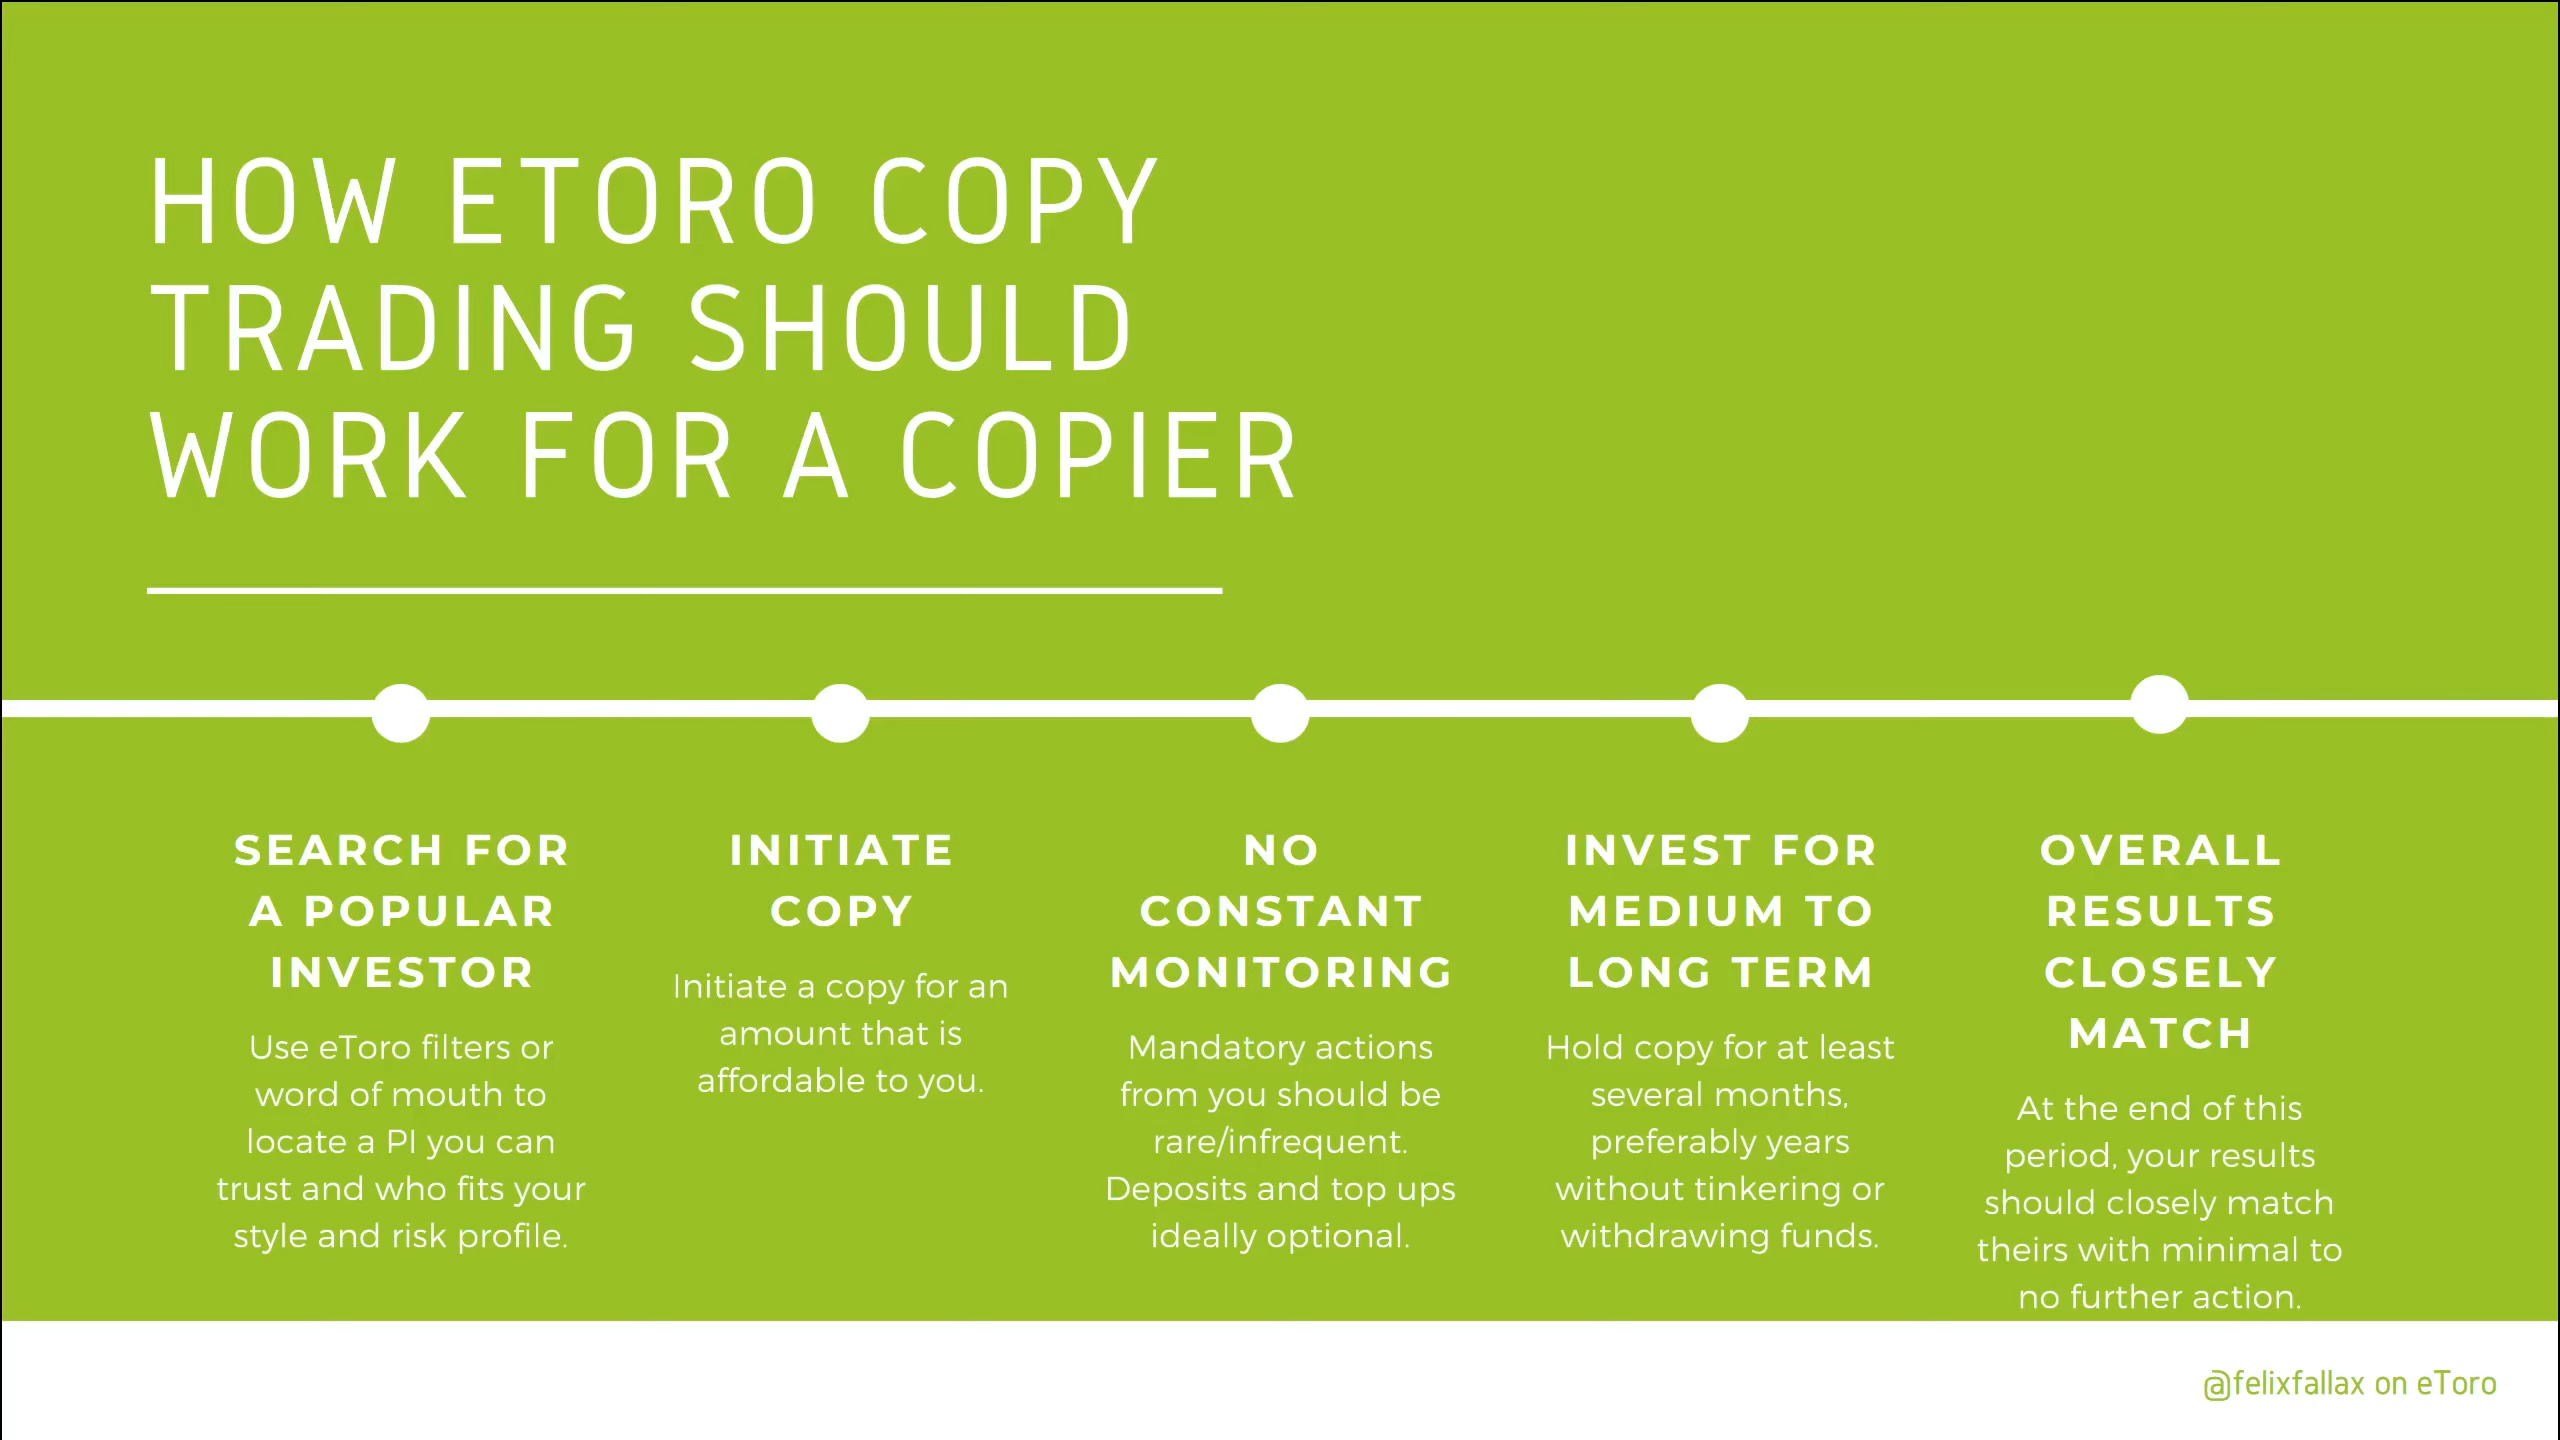 HOW ETORO COPY
TRADING SHOULD
WORK FOR A COPIER
SEARCH FOR
A POPULAR
INVESTOR
Use eToro filters or
word of mouth to
locate a PI you can
trust and who fits your
style and risk profile.
INITIATE
COPY
Initiate a copy for an
amount that is
affordable to you.
NO
CONSTANT
MONITORING
Mandatory actions
from you should be
rare/infrequent.
Deposits and top ups
ideally optional.
INVEST FOR
MEDIUM TO
LONG TERM
Hold copy for at least
several months,
preferably years
without tinkering or
withdrawing funds.
OVERALL
RESULTS
CLOSELY
MATCH
At the end of this
period, your results
should closely match
theirs with minimal to
no further action.
@felixfallax on eToro